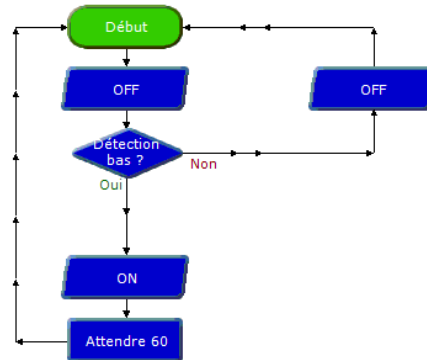 Début
OFF
OFF
Détection
bas ?
Non
Oui
ON
Attendre 60